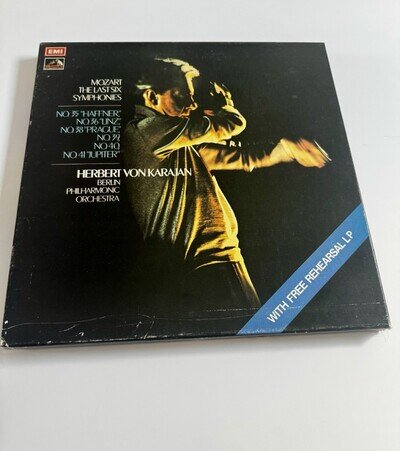 EMI
MOZART
THE LAST SIX
SYMPHONIES
NO 35 "HAFFNER"
NO 36 "LINZ"
NO 38 "PRAGUE"
NO 39
NO 40
NO 41 "JUPITER"
HERBERT VON KARAJAN
BERLIN
PHILHARMONIC
ORCHESTRA
WITH FREE REHEARSAL LP